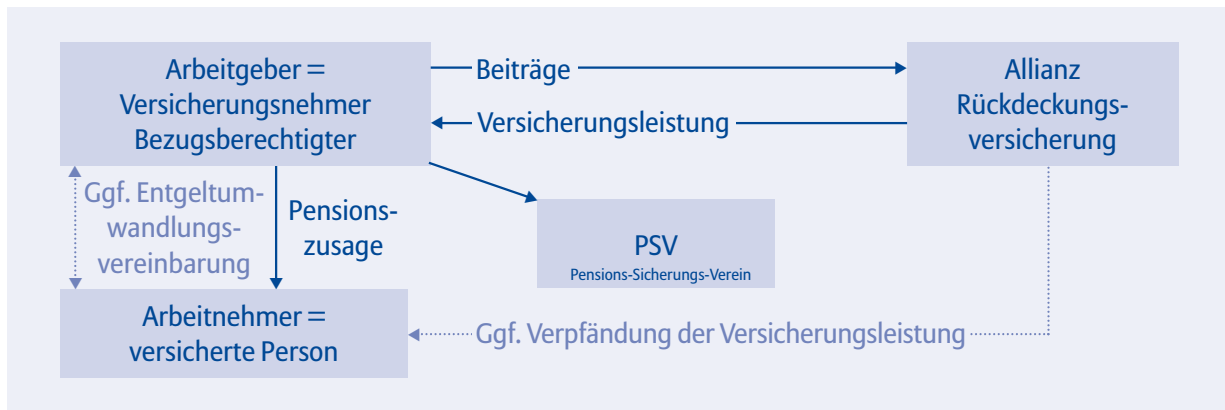 Arbeitgeber =
Versicherungsnehmer
Bezugsberechtigter
Beiträge
Versicherungsleistung
Allianz
Rückdeckungs-
versicherung
Ggf. Entgeltum-
wandlungs-
vereinbarung
Pensions-
zusage
PSV
Pensions-Sicherungs-Verein
Arbeitnehmer =
versicherte Person
Ggf. Verpfändung der Versicherungsleistung